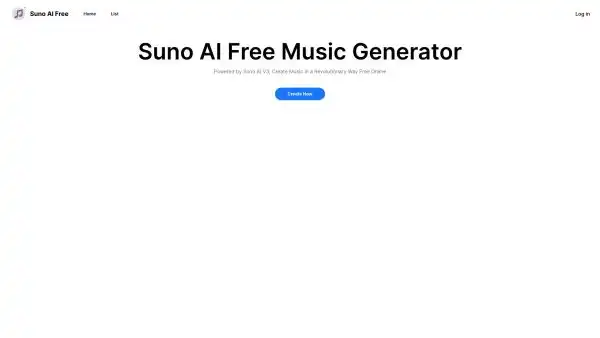 Suno AI Free
Home
List
Log in
Suno AI Free Music Generator
Powered by Suno AI V3, Create Music in a Revolutionary Way Free Online
Create Now